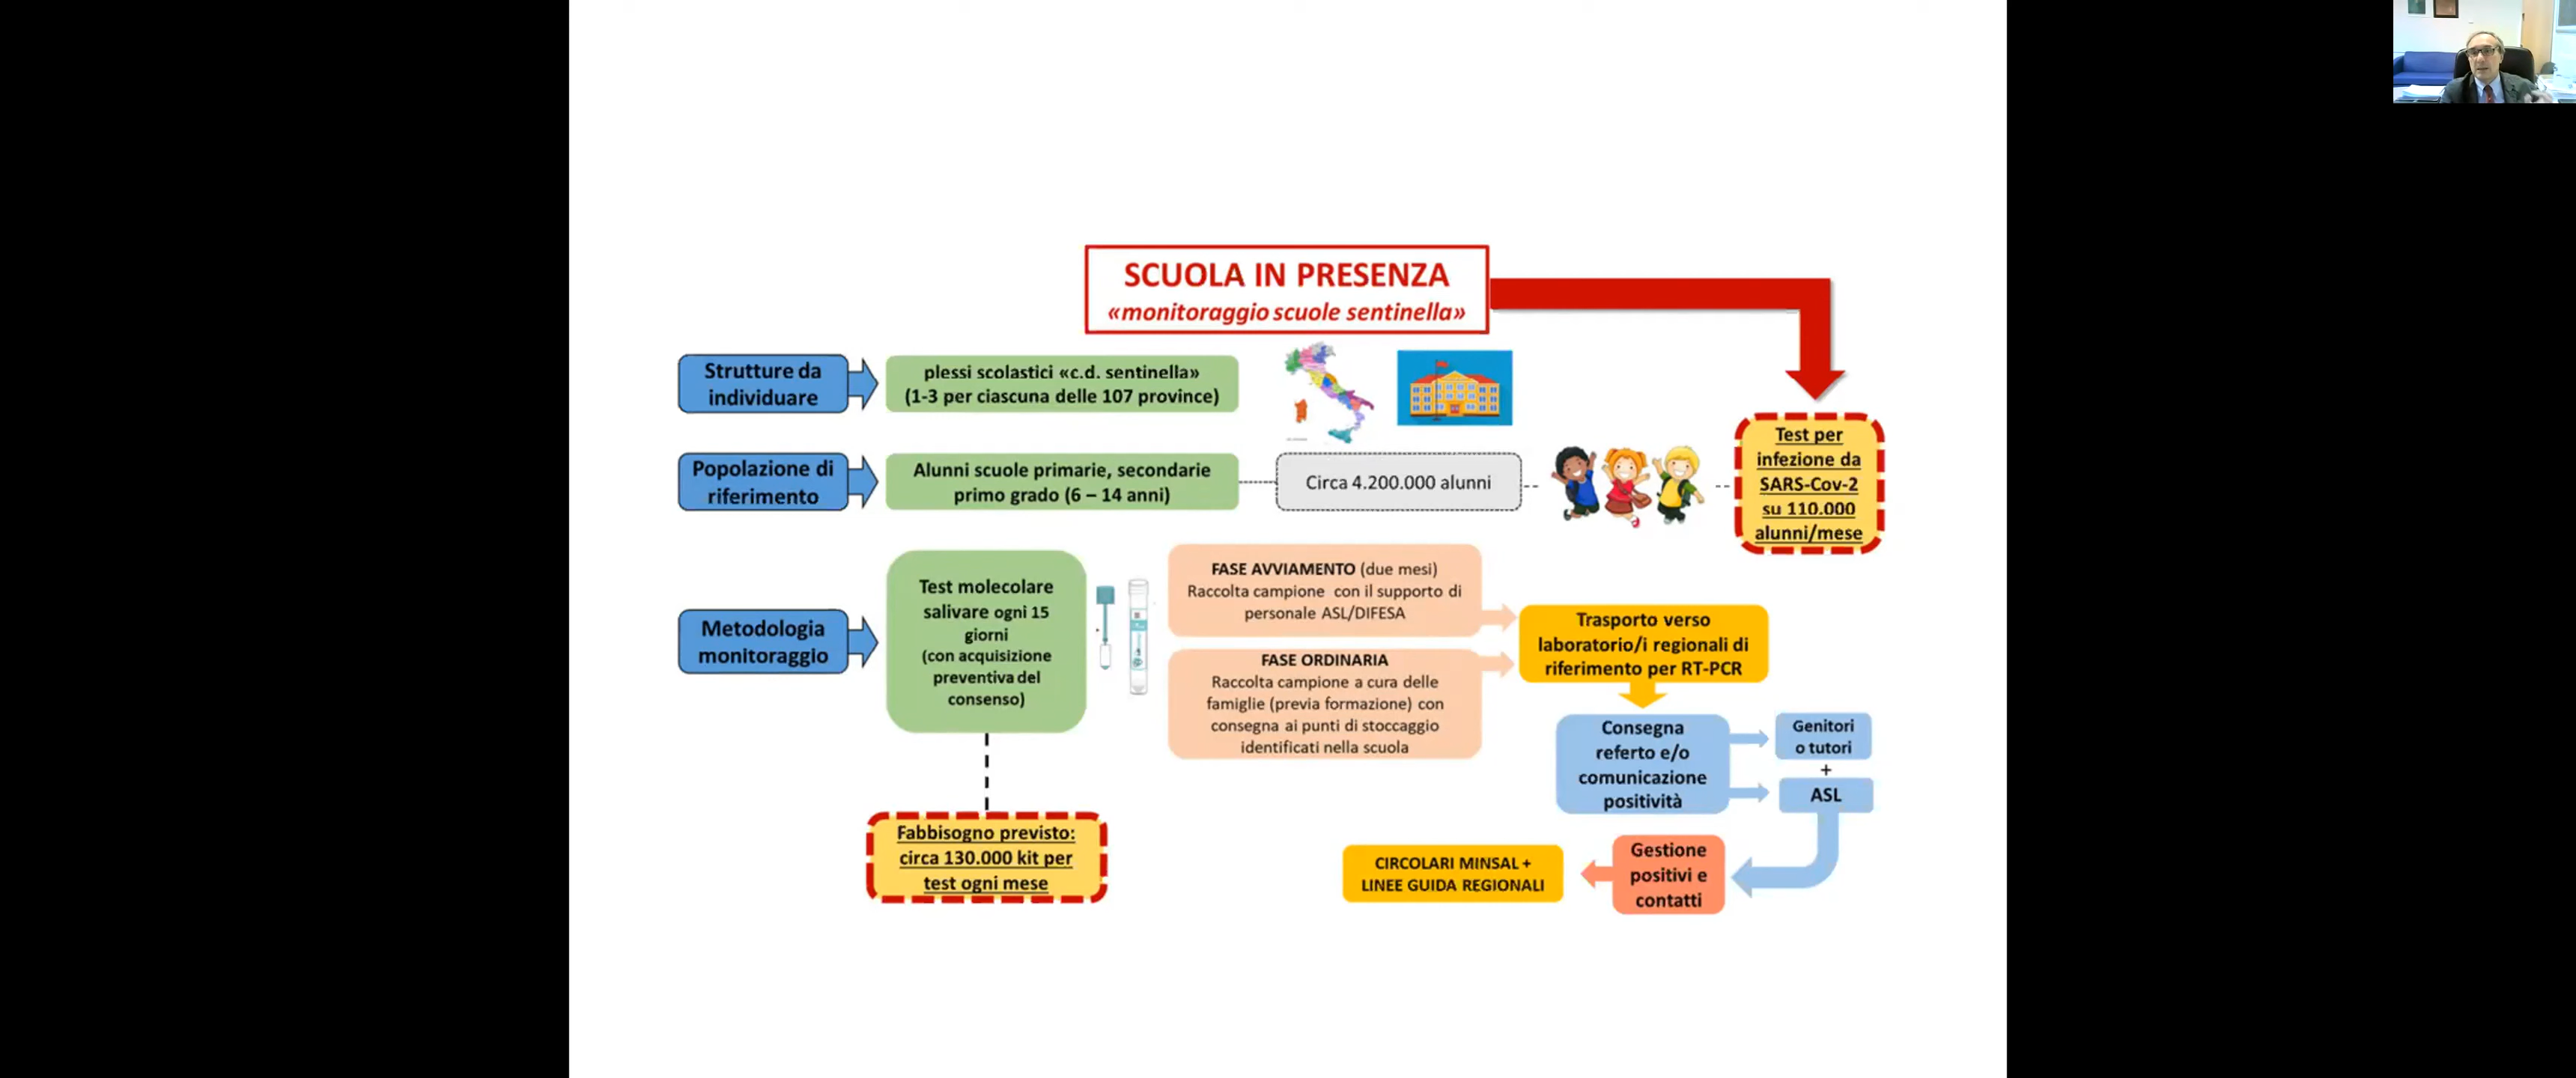 SCUOLA IN PRESENZA
«monitoraggio scuole sentinella»
Strutture da
individuare
plessi scolastici «c.d. sentinella»
(1-3 per ciascuna delle 107 province)
Popolazione di
riferimento
Alunni scuole primarie, secondarie
primo grado (6 – 14 anni)
Circa 4.200.000 alunni
Test per
infezione da
SARS-Cov-2
su 110.000
alunni/mese
Metodologia
monitoraggio
Test molecolare
salivare ogni 15
giorni
(con acquisizione
preventiva del
consenso)
FASE AVVIAMENTO (due mesi)
Raccolta campione con il supporto di
personale ASL/DIFESA
FASE ORDINARIA
Raccolta campione a cura delle
famiglie (previa formazione) con
consegna ai punti di stoccaggio
identificati nella scuola
Trasporto verso
laboratorio/i regionali di
riferimento per RT-PCR
Consegna
referto e/o
comunicazione
positività
Genitori
o tutori
+
ASL
Fabbisogno previsto:
circa 130.000 kit per
test ogni mese
Gestione
positivi e
contatti
CIRCOLARI MINSAL +
LINEE GUIDA REGIONALI